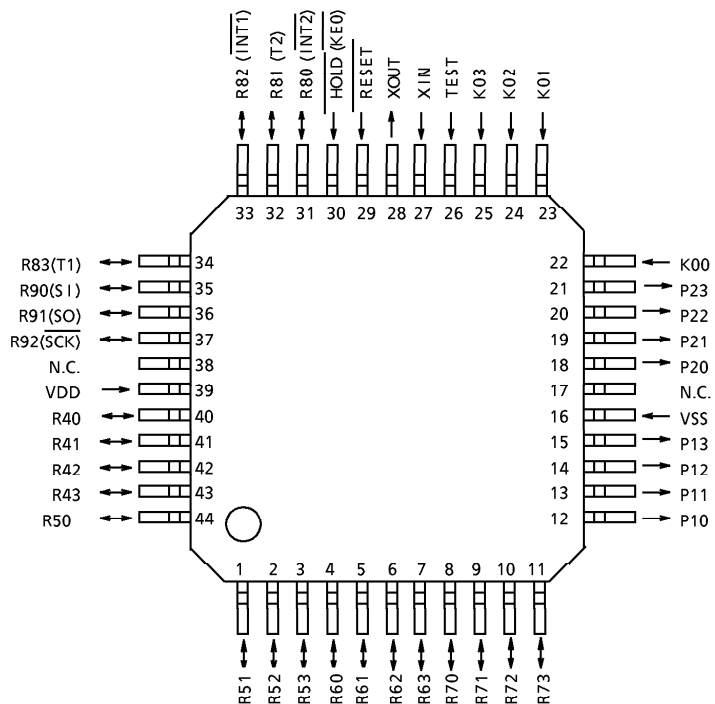 R82 (INT1)
R81 (T2)
R80 (INT2)
HOLD (KE0)
RESET
XOUT
XIN
TEST
K03
K02
K01
33 32 31 30 29 28 27 26 25 24 23
R83(T1) 34
R90(SI) 35
R91(SO) 36
R92(SCK) 37
N.C. 38
VDD 39
R40 40
R41 41
R42 42
R43 43
R50 44
22 K00
21 P23
20 P22
19 P21
18 P20
17 N.C.
16 VSS
15 P13
14 P12
13 P11
12 P10
1 2 3 4 5 6 7 8 9 10 11
R51
R52
R53
R60
R61
R62
R63
R70
R71
R72
R73